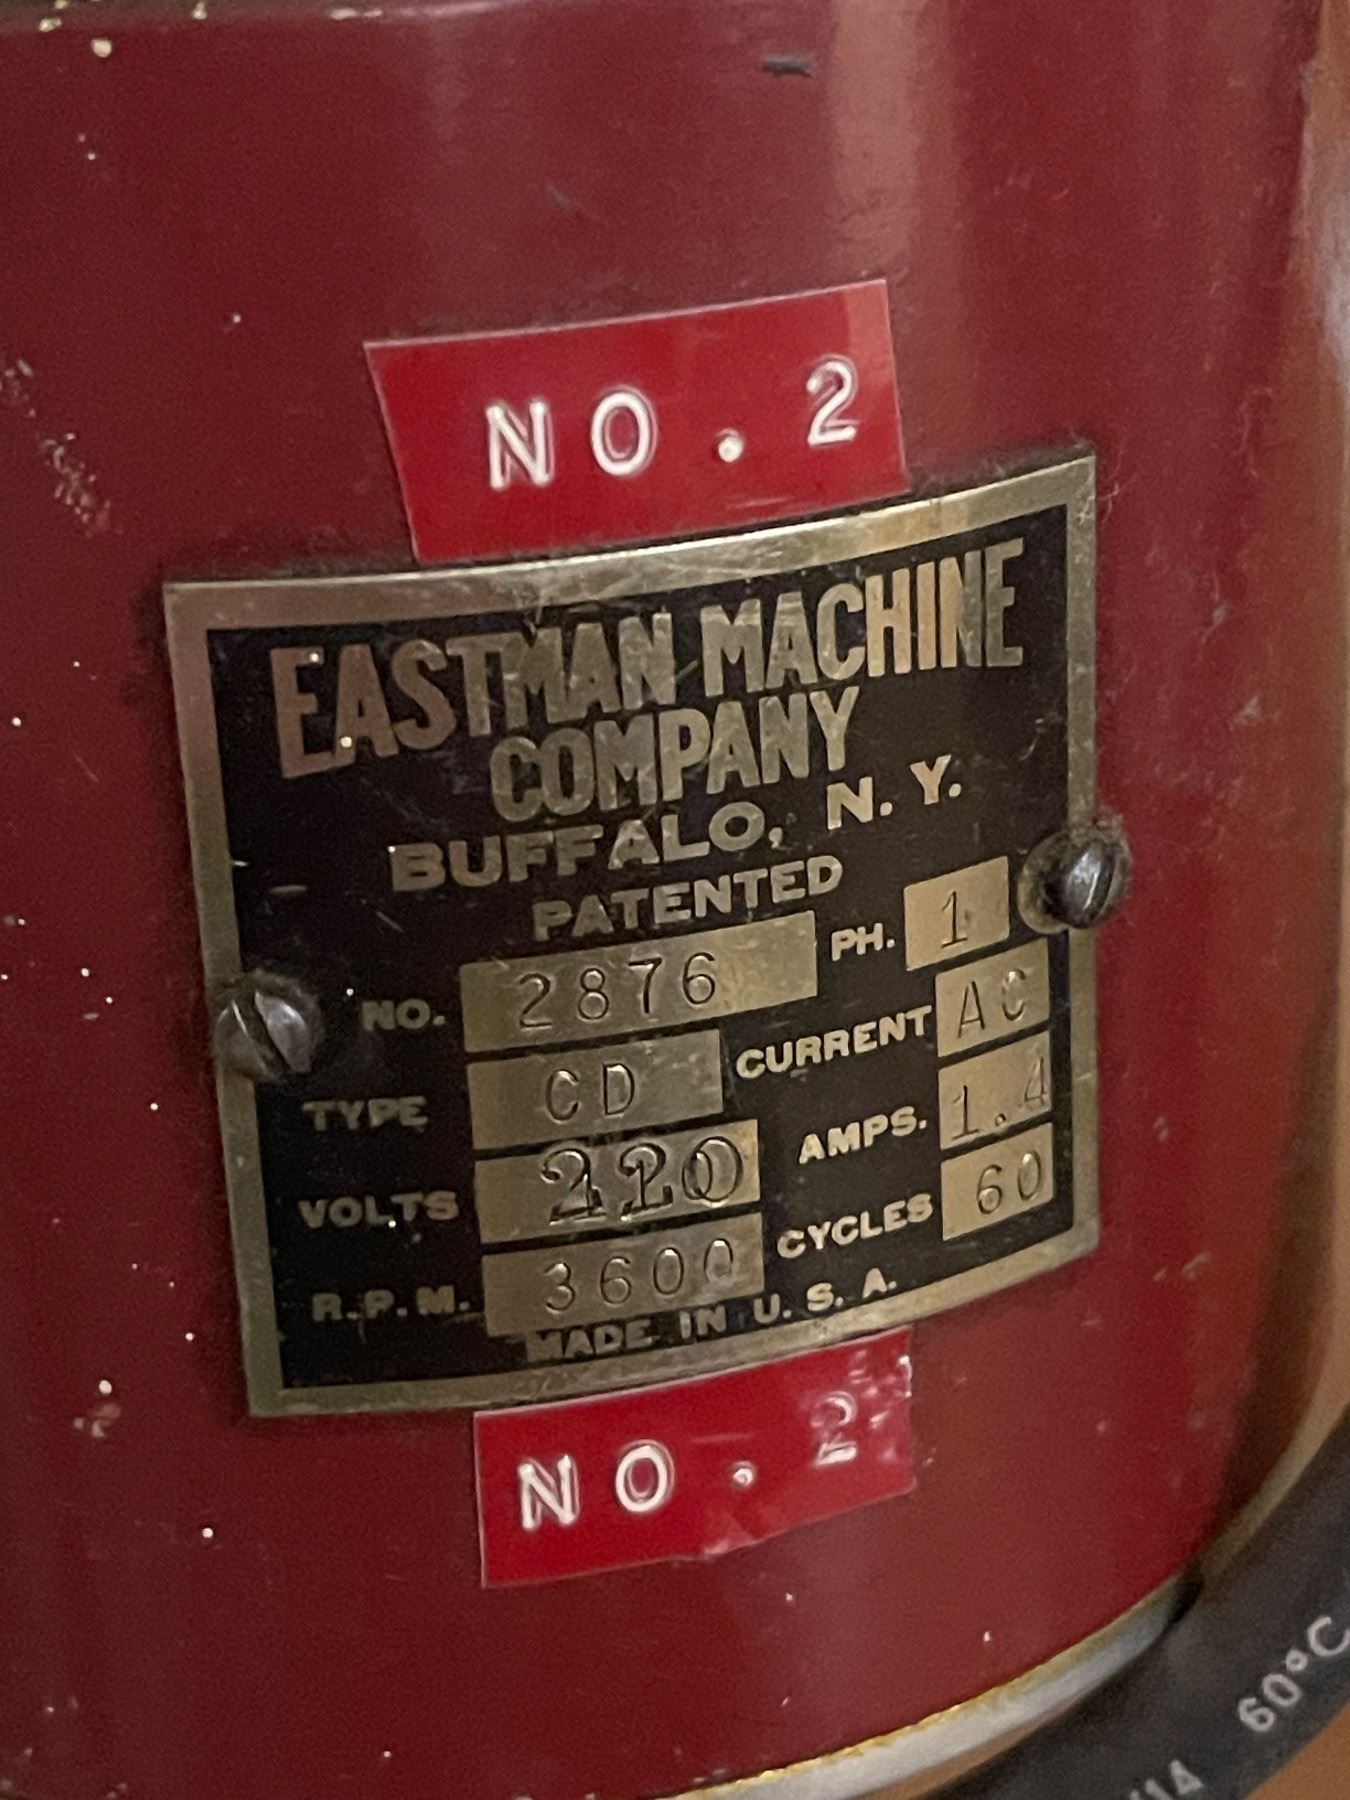 NO. 2
EASTMAN MACHINE
COMPANY
BUFFALO, N. Y.
PATENTED
NO. 2876 PH. 1
TYPE CD CURRENT AC
VOLTS 220 AMPS. 1.4
R.P.M. 3600 CYCLES 60
MADE IN U. S. A.
NO. 2
60°C